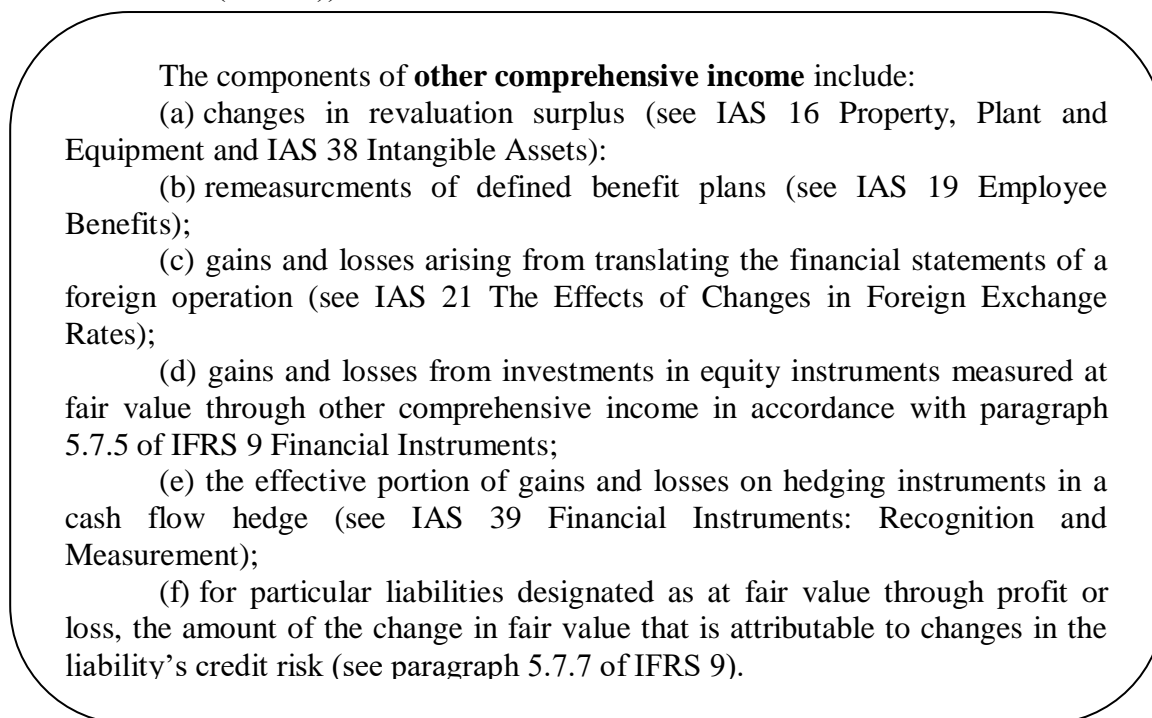 The components of other comprehensive income include:
(a) changes in revaluation surplus (see IAS 16 Property, Plant and
Equipment and IAS 38 Intangible Assets):
(b) remeasurcments of defined benefit plans (see IAS 19 Employee
Benefits);
(c) gains and losses arising from translating the financial statements of a
foreign operation (see IAS 21 The Effects of Changes in Foreign Exchange
Rates);
(d) gains and losses from investments in equity instruments measured at
fair value through other comprehensive income in accordance with paragraph
5.7.5 of IFRS 9 Financial Instruments;
(e) the effective portion of gains and losses on hedging instruments in a
cash flow hedge (see IAS 39 Financial Instruments: Recognition and
Measurement);
(f) for particular liabilities designated as at fair value through profit or
loss, the amount of the change in fair value that is attributable to changes in the
liability’s credit risk (see paragraph 5.7.7 of IFRS 9).